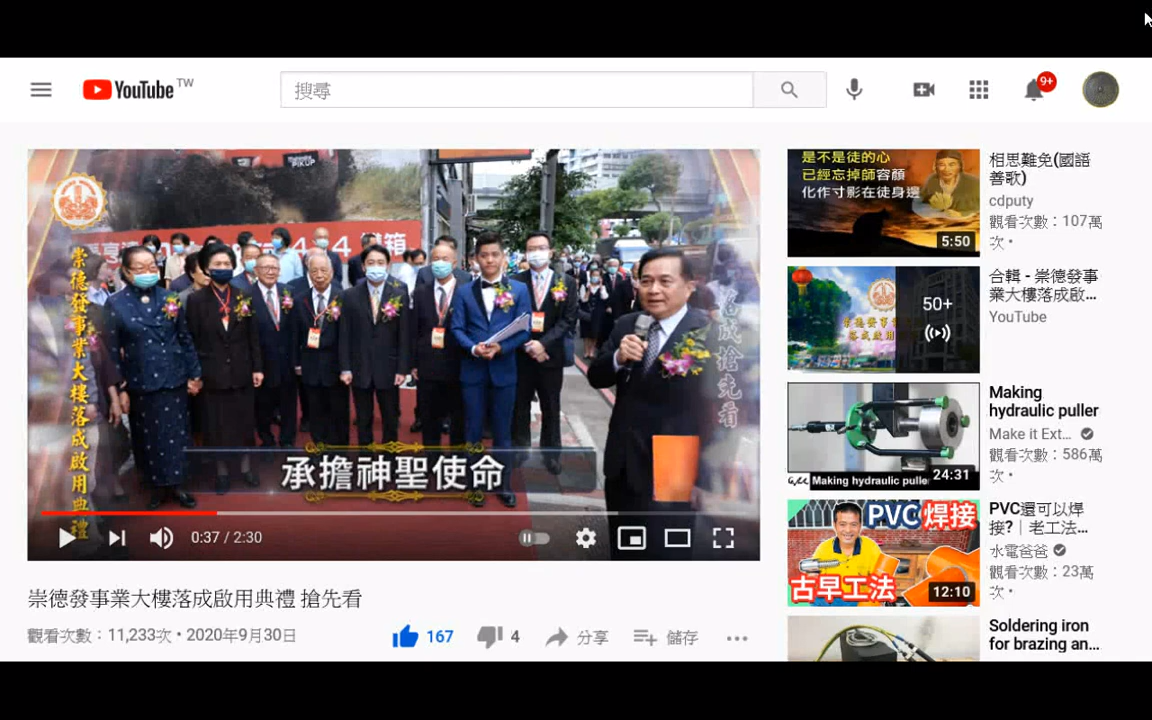 YouTube TW
搜尋
9+
崇德發事業大樓落成啟用典禮
落成搶先看
承擔神聖使命
0:37 / 2:30
崇德發事業大樓落成啟用典禮 搶先看
觀看次數：11,233次 • 2020年9月30日
167
4
分享
儲存
是不是徒的心
已經忘掉師容顏
化作寸影在徒身邊
5:50
相思難免(國語
善歌)
cdputy
觀看次數：107萬
次 •
50+
合輯 - 崇德發事
業大樓落成啟...
YouTube
Making hydraulic puller
24:31
Making
hydraulic puller
Make it Ext...
觀看次數：586萬
次 •
PVC焊接
古早工法
12:10
PVC還可以焊
接?｜老工法...
水電爸爸
觀看次數：23萬
次 •
Soldering iron
for brazing an...